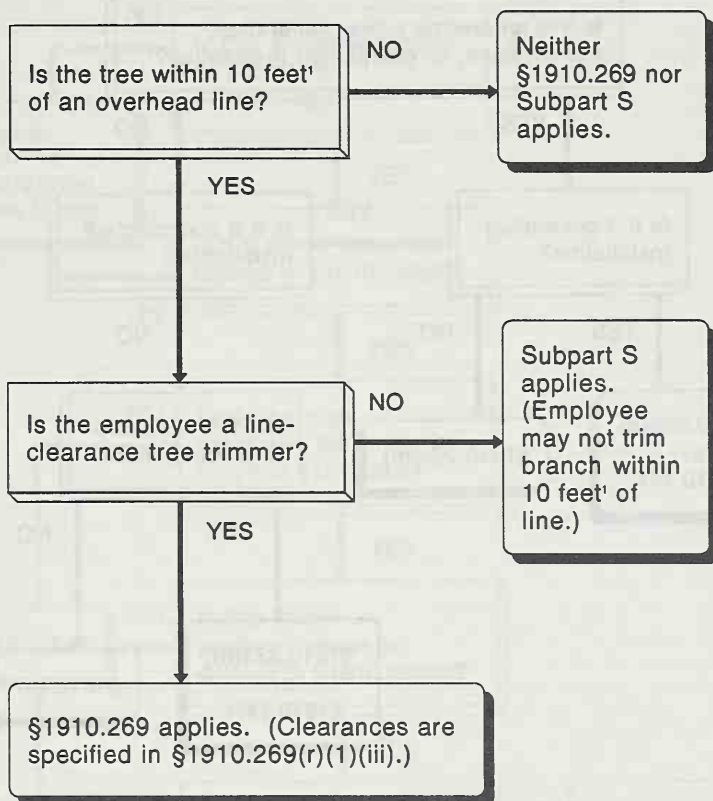 Is the tree within 10 feet¹
of an overhead line?
NO
Neither
§1910.269 nor
Subpart S
applies.
YES
Is the employee a line-
clearance tree trimmer?
NO
Subpart S
applies.
(Employee
may not trim
branch within
10 feet¹ of
line.)
YES
§1910.269 applies. (Clearances are
specified in §1910.269(r)(1)(iii).)